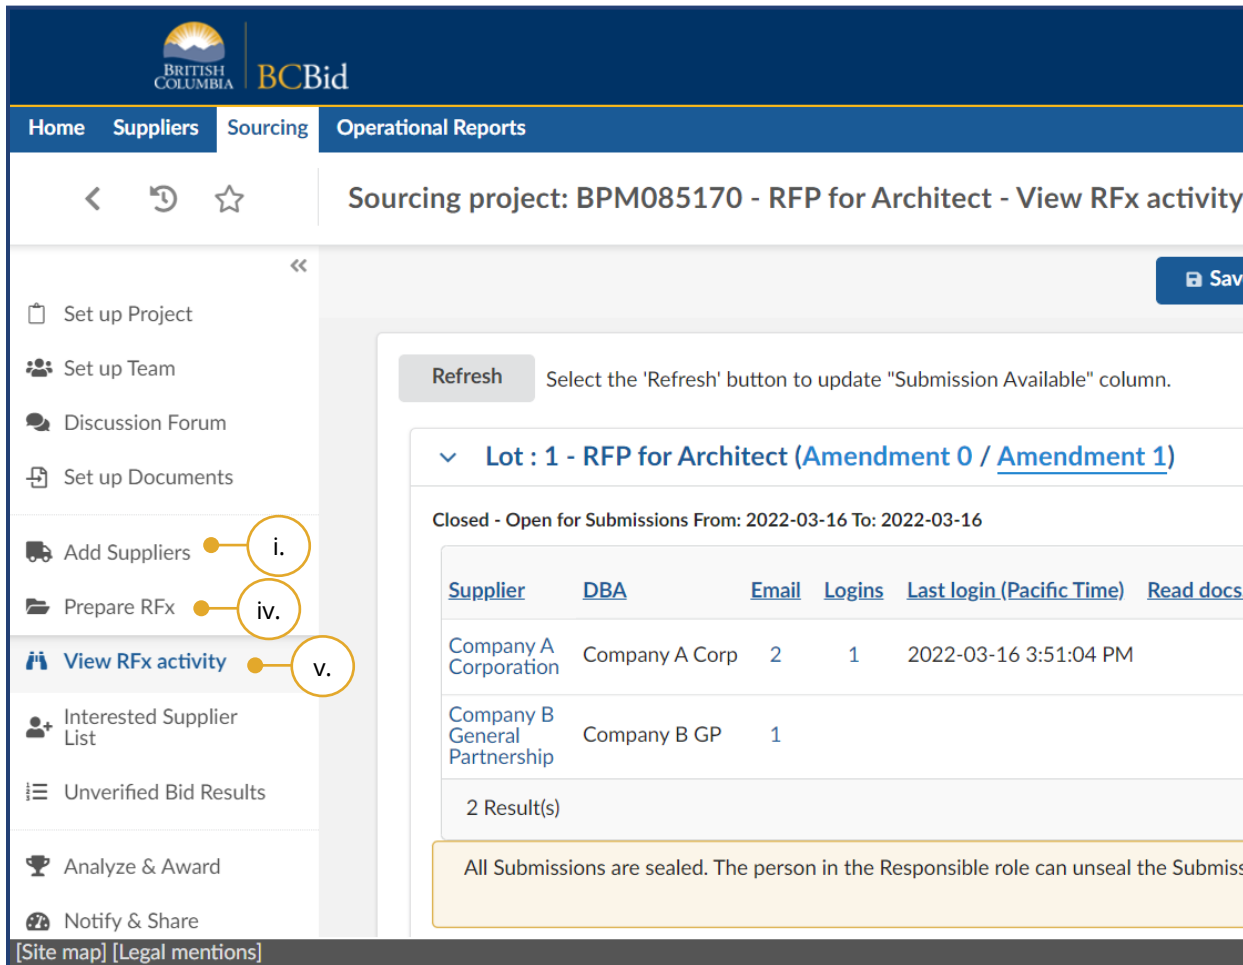 BRITISH
COLUMBIA
BCBid
Home Suppliers Sourcing Operational Reports
Sourcing project: BPM085170 - RFP for Architect - View RFx activity
Sav
Set up Project
Set up Team
Discussion Forum
Set up Documents
Add Suppliers i.
Prepare RFx iv.
View RFx activity v.
Interested Supplier
List
Unverified Bid Results
Analyze & Award
Notify & Share
Refresh Select the 'Refresh' button to update "Submission Available" column.
Lot : 1 - RFP for Architect (Amendment 0 / Amendment 1)
Closed - Open for Submissions From: 2022-03-16 To: 2022-03-16
Supplier DBA Email Logins Last login (Pacific Time) Read docs.
Company A
Corporation
Company A Corp 2 1 2022-03-16 3:51:04 PM
Company B
General
Partnership
Company B GP 1
2 Result(s)
All Submissions are sealed. The person in the Responsible role can unseal the Submiss
[Site map] [Legal mentions]